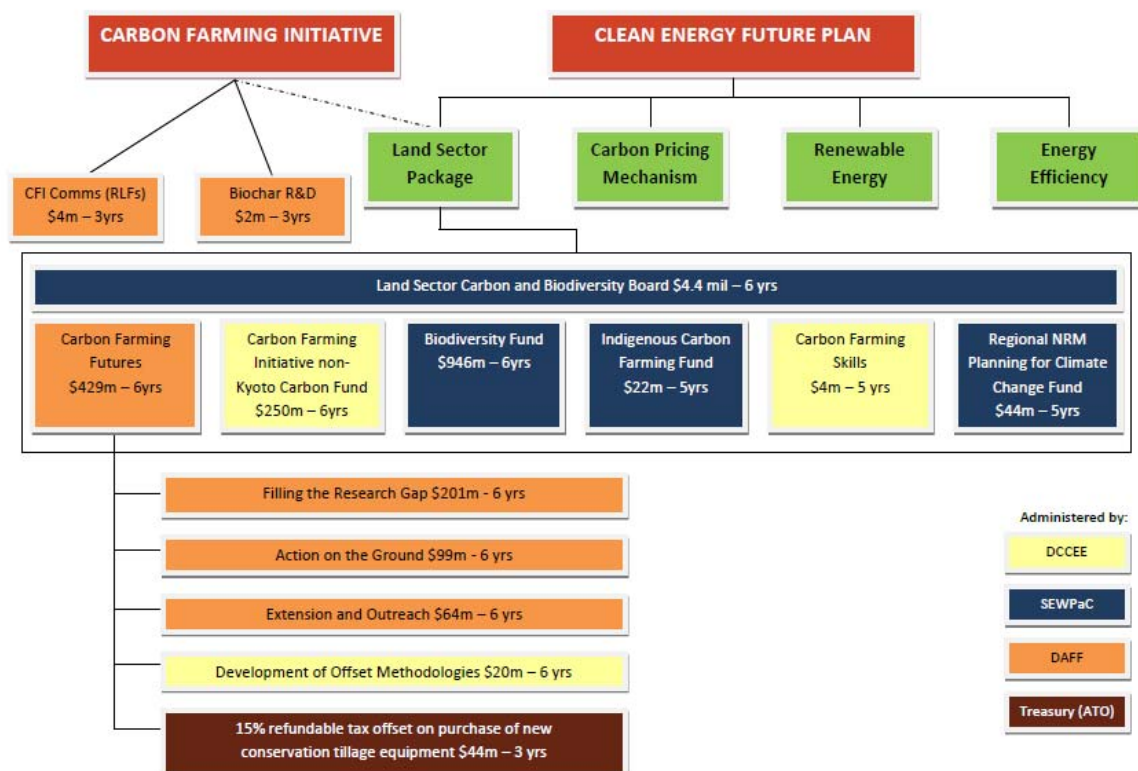 CARBON FARMING INITIATIVE
CLEAN ENERGY FUTURE PLAN
Land Sector
Package
Carbon Pricing
Mechanism
Renewable
Energy
Energy
Efficiency
CFI Comms (RLFs)
$4m – 3yrs
Biochar R&D
$2m – 3yrs
Land Sector Carbon and Biodiversity Board $4.4 mil – 6 yrs
Carbon Farming
Futures
$429m – 6yrs
Carbon Farming
Initiative non-
Kyoto Carbon Fund
$250m – 6yrs
Biodiversity Fund
$946m – 6yrs
Indigenous Carbon
Farming Fund
$22m – 5yrs
Carbon Farming
Skills
$4m – 5 yrs
Regional NRM
Planning for Climate
Change Fund
$44m – 5yrs
Filling the Research Gap $201m - 6 yrs
Action on the Ground $99m - 6 yrs
Extension and Outreach $64m – 6 yrs
Development of Offset Methodologies $20m – 6 yrs
15% refundable tax offset on purchase of new
conservation tillage equipment $44m – 3 yrs
Administered by:
DCCEE
SEWPaC
DAFF
Treasury (ATO)